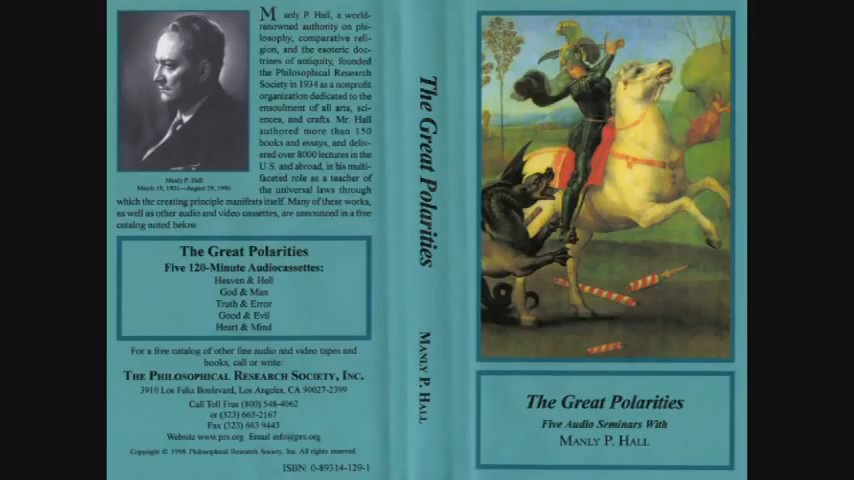 Manly P. Hall, a world-
renowned authority on phi-
losophy, comparative reli-
gion, and the esoteric doc-
trines of antiquity, founded
the Philosophical Research
Society in 1934 as a nonprofit
organization dedicated to the
ensoulment of all arts, sci-
ences, and crafts. Mr. Hall
authored more than 150
books and essays, and deliv-
ered over 8000 lectures in the
U.S. and abroad, in his multi-
faceted role as a teacher of
the universal laws through
which the creating principle manifests itself. Many of these works,
as well as other audio and video cassettes, are announced in a free
catalog noted below.
Manly P. Hall
March 18, 1901—August 29, 1990
The Great Polarities
Five 120-Minute Audiocassettes:
Heaven & Hell
God & Man
Truth & Error
Good & Evil
Heart & Mind
For a free catalog of other fine audio and video tapes and
books, call or write:
THE PHILOSOPHICAL RESEARCH SOCIETY, INC.
3910 Los Feliz Boulevard, Los Angeles, CA 90027-2399
Call Toll Free (800) 548-4062
or (323) 663-2167
Fax (323) 663 9443
Website www.prs.org Email info@prs.org
Copyright © 1998 Philosophical Research Society, Inc. All rights reserved
ISBN: 0-89314-129-1
The Great Polarities
MANLY P. HALL
The Great Polarities
Five Audio Seminars With
MANLY P. HALL